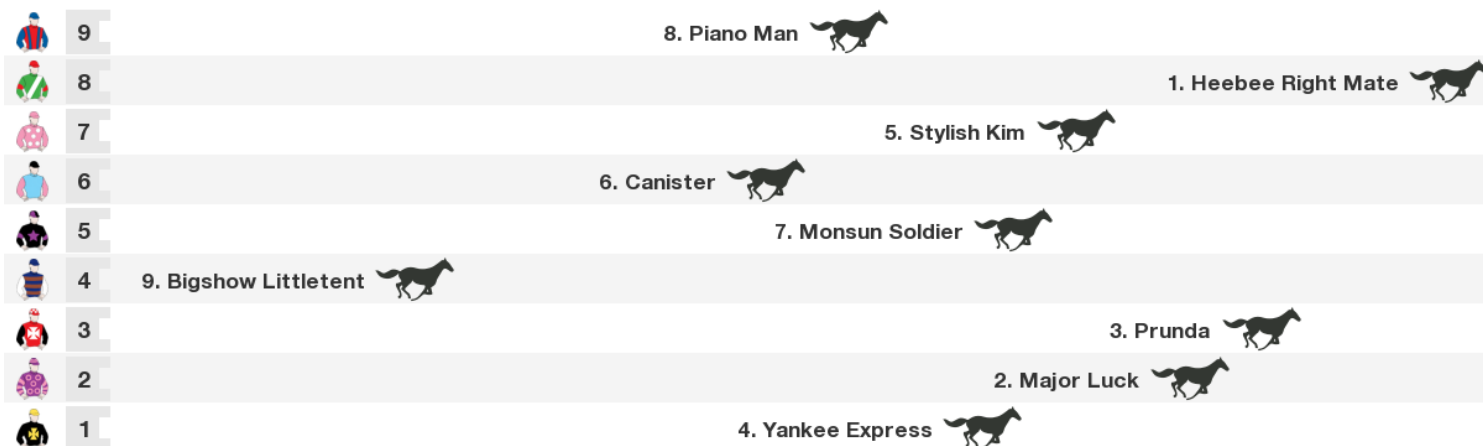 9 8. Piano Man
8 1. Heebee Right Mate
7 5. Stylish Kim
6 6. Canister
5 7. Monsun Soldier
4 9. Bigshow Littletent
3 3. Prunda
2 2. Major Luck
1 4. Yankee Express